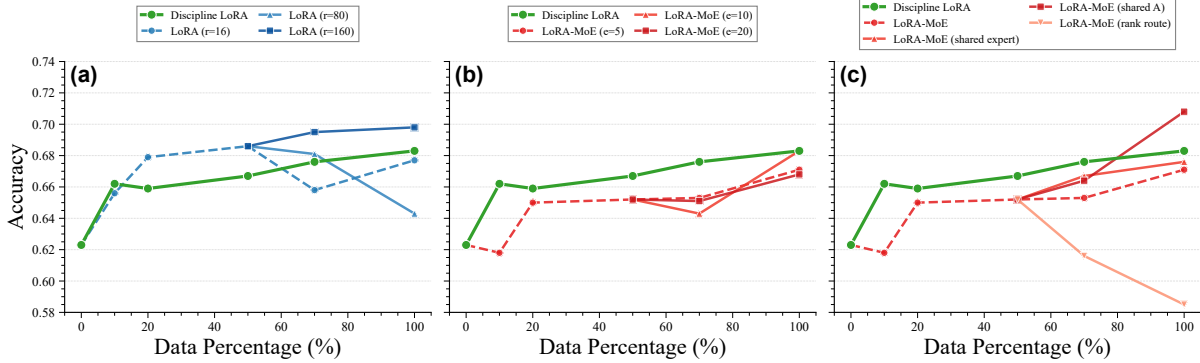 Discipline LoRA
LoRA (r=16)
LoRA (r=80)
LoRA (r=160)
Discipline LoRA
LoRA-MoE (e=5)
LoRA-MoE (e=10)
LoRA-MoE (e=20)
Discipline LoRA
LoRA-MoE
LoRA-MoE (shared expert)
LoRA-MoE (shared A)
LoRA-MoE (rank route)
(a)
(b)
(c)
Accuracy
0.74
0.72
0.70
0.68
0.66
0.64
0.62
0.60
0.58
0 20 40 60 80 100
0 20 40 60 80 100
0 20 40 60 80 100
Data Percentage (%)
Data Percentage (%)
Data Percentage (%)